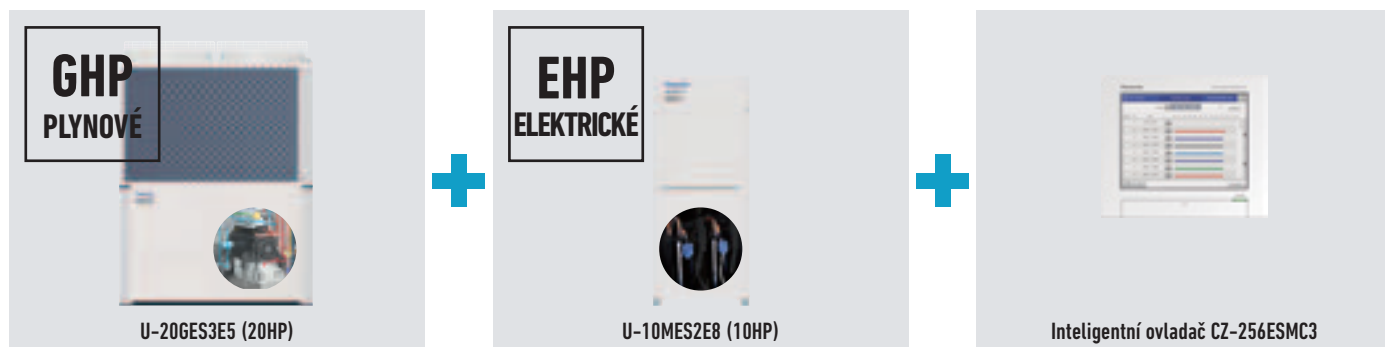 GHP
PLYNOVÉ
U-20GES3E5 (20HP)
EHP
ELEKTRICKÉ
U-10MES2E8 (10HP)
Inteligentní ovladač CZ-256ESMC3